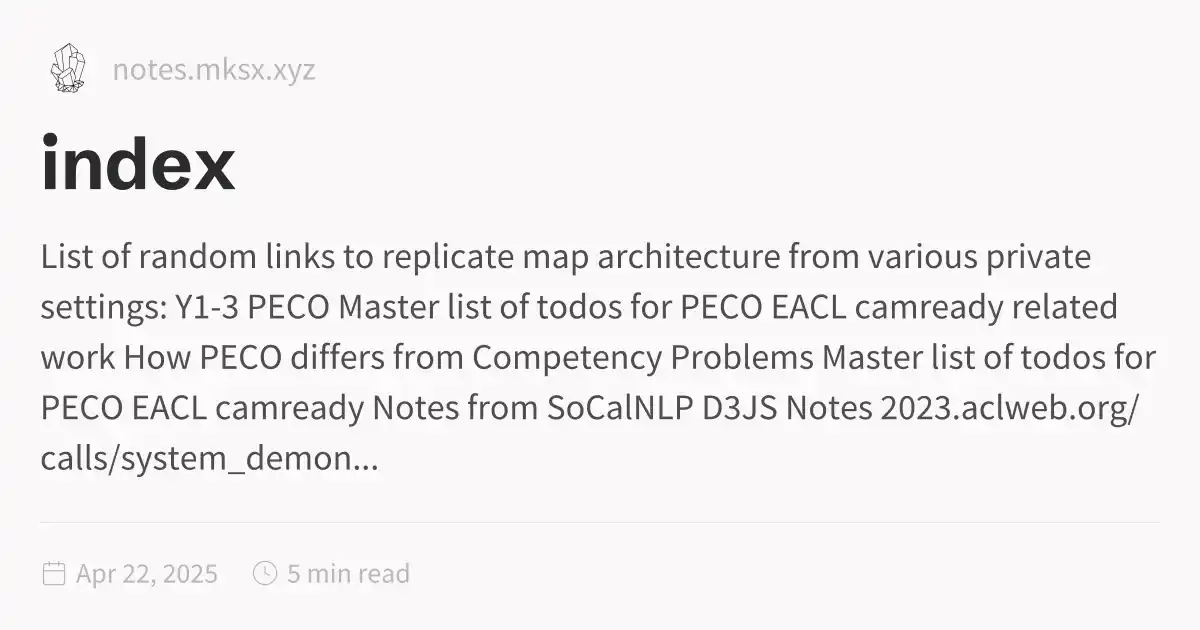 notes.mksx.xyz
index
List of random links to replicate map architecture from various private
settings: Y1-3 PECO Master list of todos for PECO EACL camready related
work How PECO differs from Competency Problems Master list of todos for
PECO EACL camready Notes from SoCalNLP D3JS Notes 2023.aclweb.org/
calls/system_demon...
Apr 22, 2025 5 min read